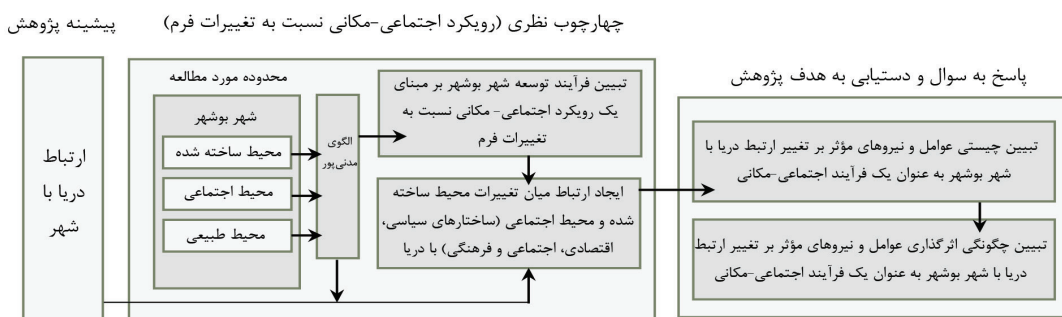 پیشینه پژوهش
چهارچوب نظری (رویکرد اجتماعی-مکانی نسبت به تغییرات فرم)
پاسخ به سوال و دستیابی به هدف پژوهش
ارتباط
دریا با
شهر
محدوده مورد مطالعه
شهر بوشهر
محیط ساخته شده
محیط اجتماعی
محیط طبیعی
الگوی
مدنی‌پور
تبیین فرآیند توسعه شهر بوشهر بر مبنای
یک رویکرد اجتماعی- مکانی نسبت به
تغییرات فرم
ایجاد ارتباط میان تغییرات محیط ساخته
شده و محیط اجتماعی (ساختارهای سیاسی،
اقتصادی، اجتماعی و فرهنگی) با دریا
تبیین چیستی عوامل و نیروهای مؤثر بر تغییر ارتباط دریا با
شهر بوشهر به عنوان یک فرآیند اجتماعی-مکانی
تبیین چگونگی اثرگذاری عوامل و نیروهای مؤثر بر تغییر ارتبط
دریا با شهر بوشهر به عنوان یک فرآیند اجتماعی-مکانی